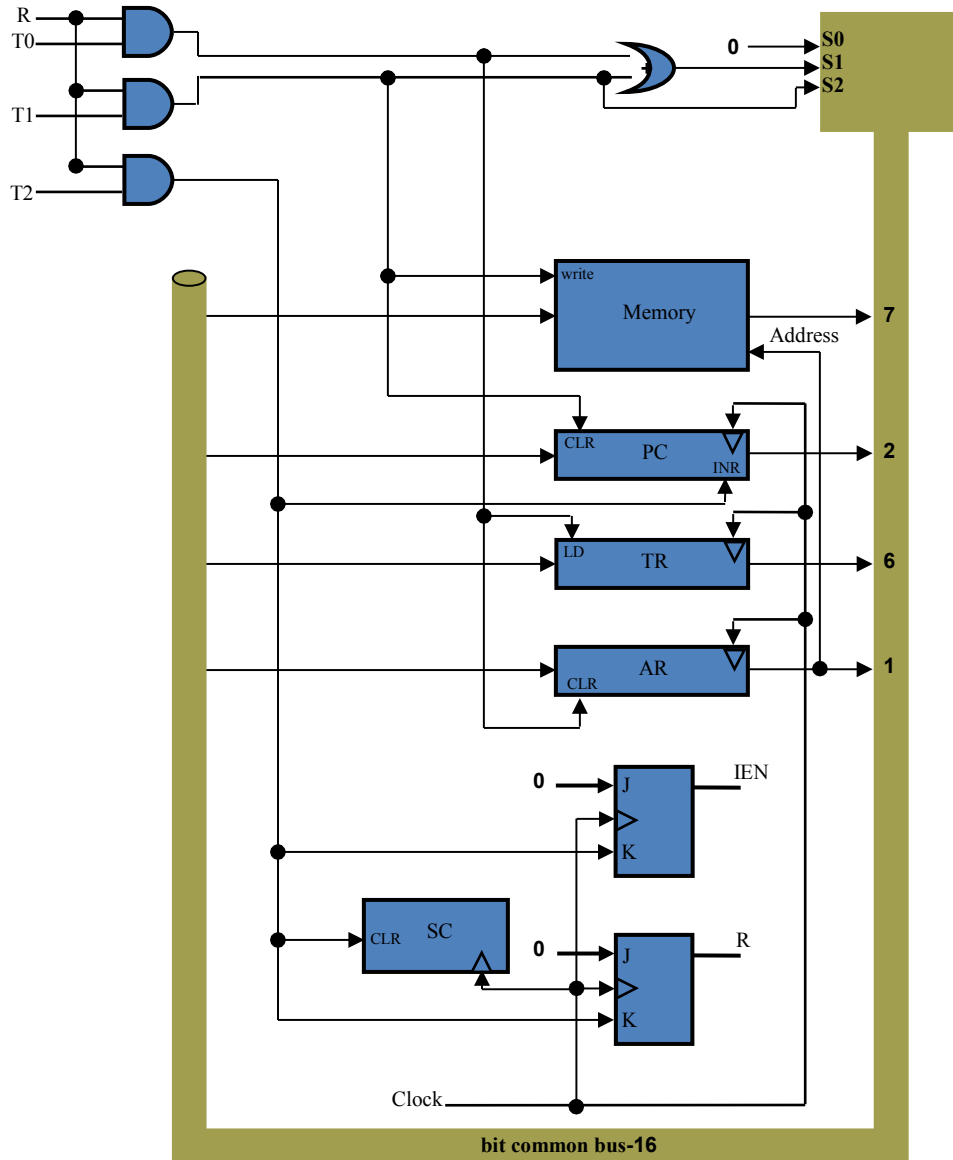 R
T0
0
S0
S1
S2
T1
T2
write
Memory
7
Address
CLR
PC
INR
2
LD
TR
6
AR
CLR
1
0
J
IEN
K
SC
CLR
0
J
R
K
Clock
bit common bus-16